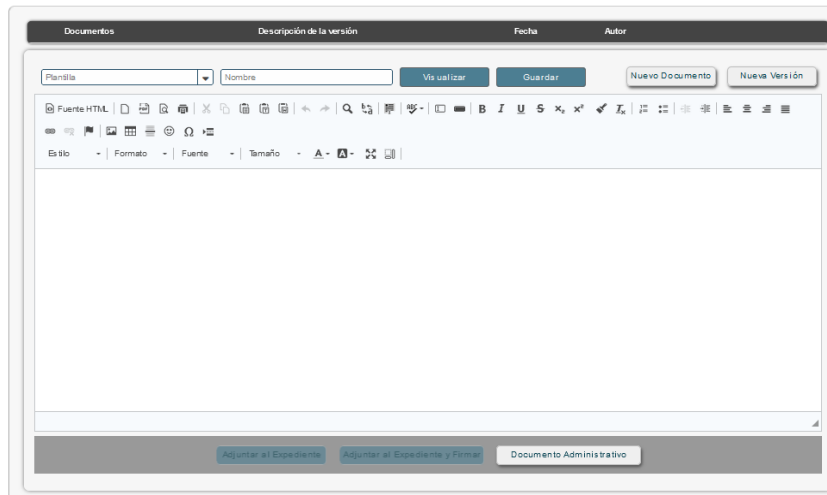 Documentos Descripción de la versión Fecha Autor
Plantilla Nombre Visualizar Guardar Nuevo Documento Nueva Versión
Fuente HTML B I U S x₂ x² Ix
Ω
Estilo Formato Fuente Tamaño A A
Adjuntar al Expediente Adjuntar al Expediente y Firmar Documento Administrativo